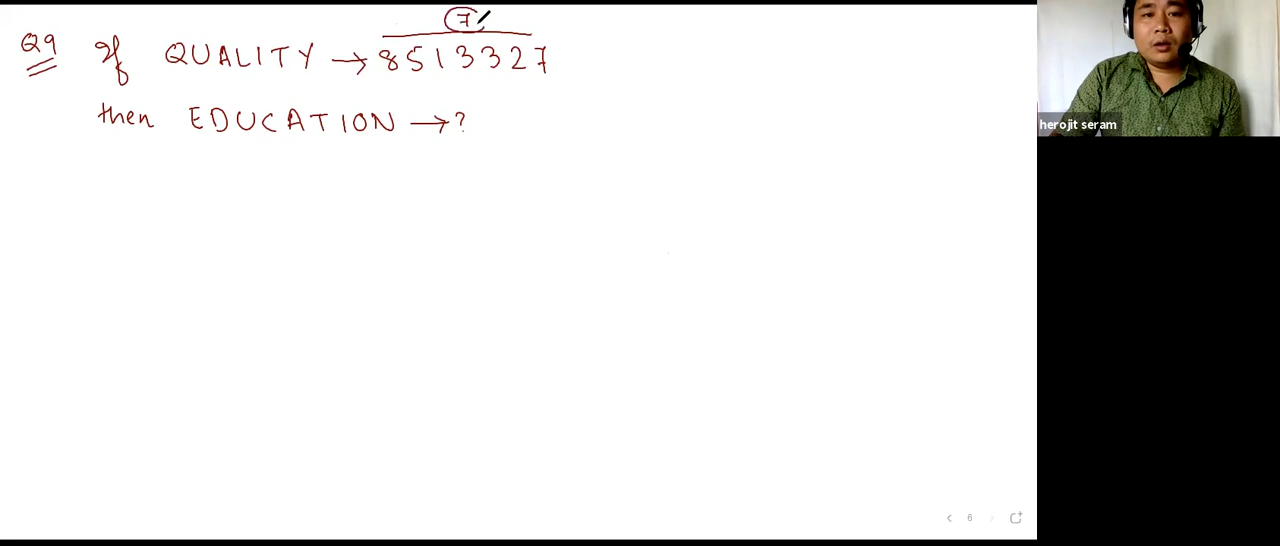 7
Q9 If QUALITY → 8513327
then EDUCATION → ?
herojit seram
6